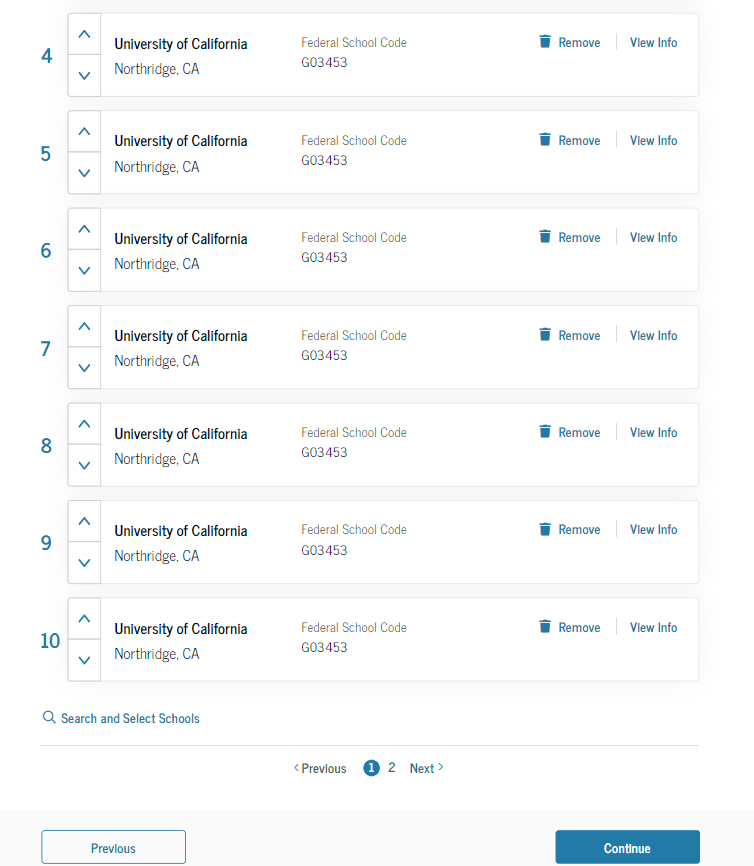 4
University of California
Northridge, CA
Federal School Code
G03453
Remove
View Info
5
University of California
Northridge, CA
Federal School Code
G03453
Remove
View Info
6
University of California
Northridge, CA
Federal School Code
G03453
Remove
View Info
7
University of California
Northridge, CA
Federal School Code
G03453
Remove
View Info
8
University of California
Northridge, CA
Federal School Code
G03453
Remove
View Info
9
University of California
Northridge, CA
Federal School Code
G03453
Remove
View Info
10
University of California
Northridge, CA
Federal School Code
G03453
Remove
View Info
Search and Select Schools
Previous 1 2 Next
Previous
Continue